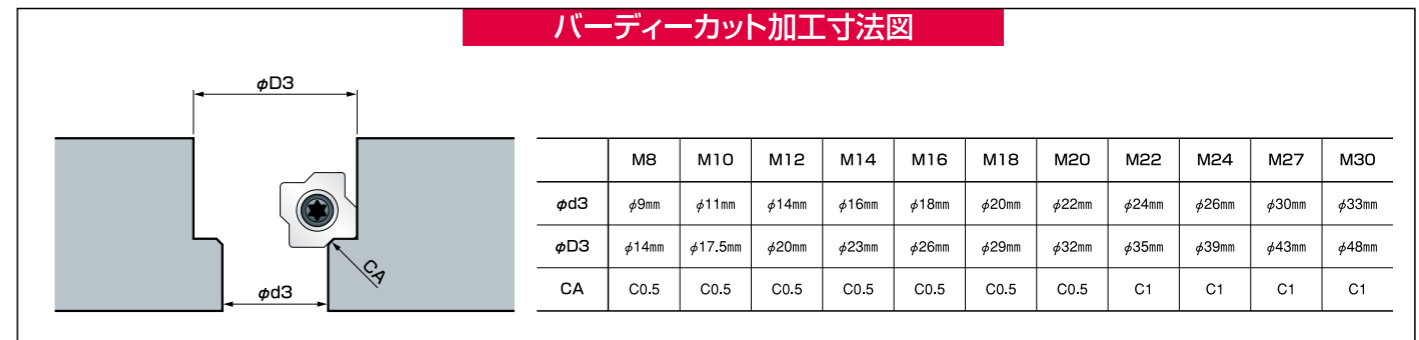 バーディーカット加工寸法図
φD3
CA
φd3
M8 M10 M12 M14 M16 M18 M20 M22 M24 M27 M30
φd3 φ9mm φ11mm φ14mm φ16mm φ18mm φ20mm φ22mm φ24mm φ26mm φ30mm φ33mm
φD3 φ14mm φ17.5mm φ20mm φ23mm φ26mm φ29mm φ32mm φ35mm φ39mm φ43mm φ48mm
CA C0.5 C0.5 C0.5 C0.5 C0.5 C0.5 C0.5 C1 C1 C1 C1